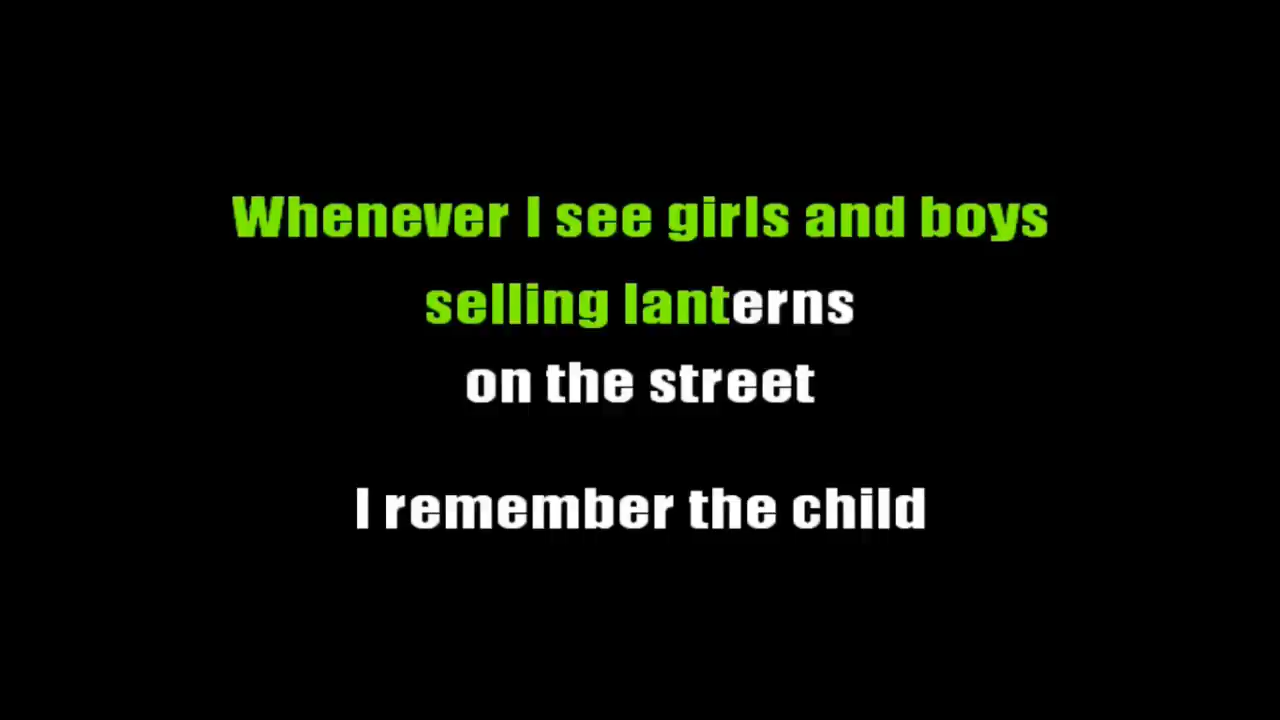 Whenever I see girls and boys
selling lanterns
on the street
I remember the child